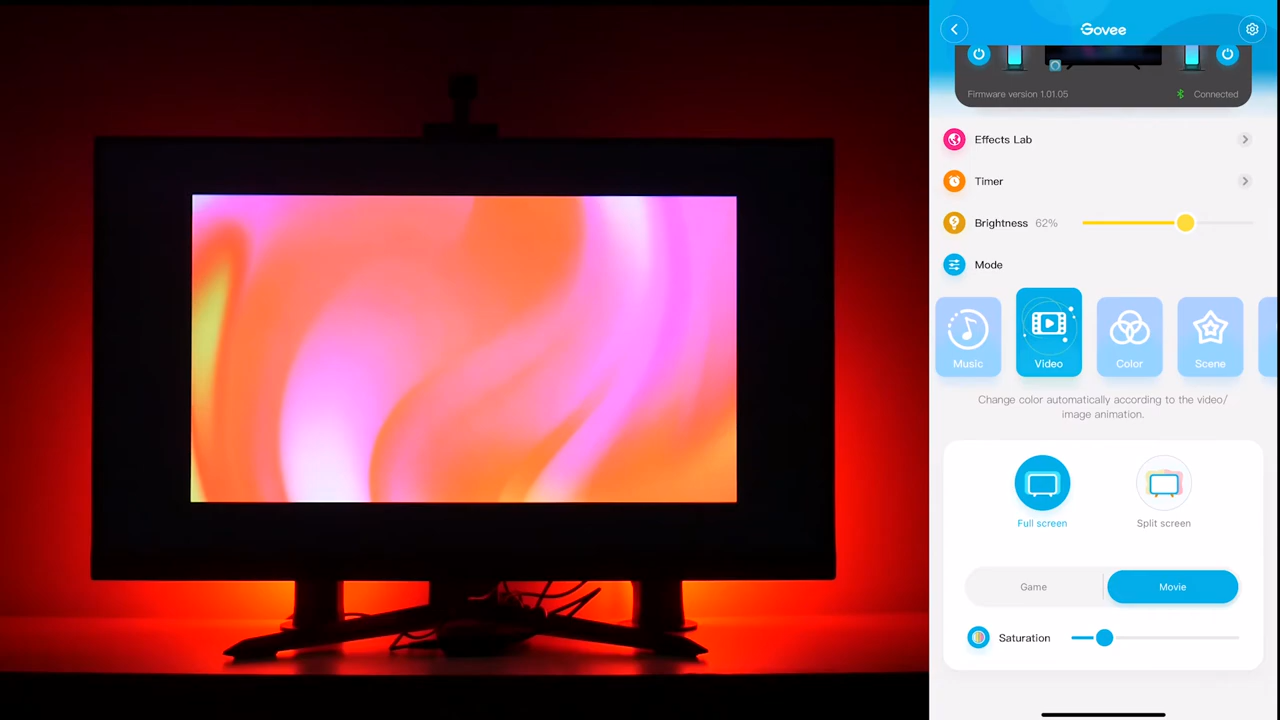 Govee
Firmware version 1.01.05
Connected
Effects Lab
Timer
Brightness 62%
Mode
Music
Video
Color
Scene
Change color automatically according to the video/
image animation.
Full screen
Split screen
Game
Movie
Saturation